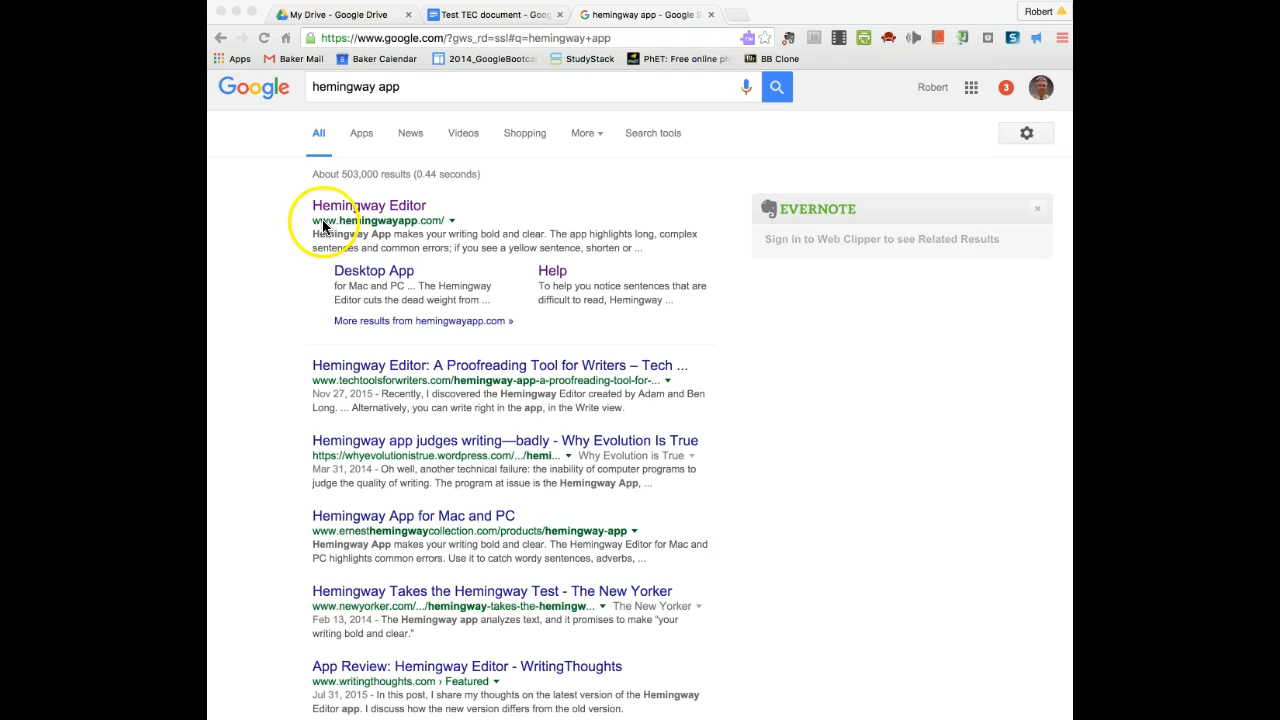 My Drive - Google Drive
Test TEC document - Goog
hemingway app - Google S
Robert
https://www.google.com/?gws_rd=ssl#q=hemingway+app
Apps
Baker Mail
Baker Calendar
2014_GoogleBootca
StudyStack
PhET: Free online ph
BB Clone
Google
hemingway app
Robert
3
All
Apps
News
Videos
Shopping
More
Search tools
About 503,000 results (0.44 seconds)
Hemingway Editor
www.hemingwayapp.com/
Hemingway App makes your writing bold and clear. The app highlights long, complex
sentences and common errors; if you see a yellow sentence, shorten or ...
Desktop App
for Mac and PC ... The Hemingway
Editor cuts the dead weight from ...
Help
To help you notice sentences that are
difficult to read, Hemingway ...
More results from hemingwayapp.com »
EVERNOTE
Sign in to Web Clipper to see Related Results
Hemingway Editor: A Proofreading Tool for Writers – Tech ...
www.techtoolsforwriters.com/hemingway-app-a-proofreading-tool-for-...
Nov 27, 2015 - Recently, I discovered the Hemingway Editor created by Adam and Ben
Long. ... Alternatively, you can write right in the app, in the Write view.
Hemingway app judges writing—badly - Why Evolution Is True
https://whyevolutionistrue.wordpress.com/.../hemi... Why Evolution is True
Mar 31, 2014 - Oh well, another technical failure: the inability of computer programs to
judge the quality of writing. The program at issue is the Hemingway App, ...
Hemingway App for Mac and PC
www.ernesthemingwaycollection.com/products/hemingway-app
Hemingway App makes your writing bold and clear. The Hemingway Editor for Mac and
PC highlights common errors. Use it to catch wordy sentences, adverbs, ...
Hemingway Takes the Hemingway Test - The New Yorker
www.newyorker.com/.../hemingway-takes-the-hemingw... The New Yorker
Feb 13, 2014 - The Hemingway app analyzes text, and it promises to make “your
writing bold and clear.”
App Review: Hemingway Editor - WritingThoughts
www.writingthoughts.com › Featured
Jul 31, 2015 - In this post, I share my thoughts on the latest version of the Hemingway
Editor app. I discuss how the new version differs from the old version.